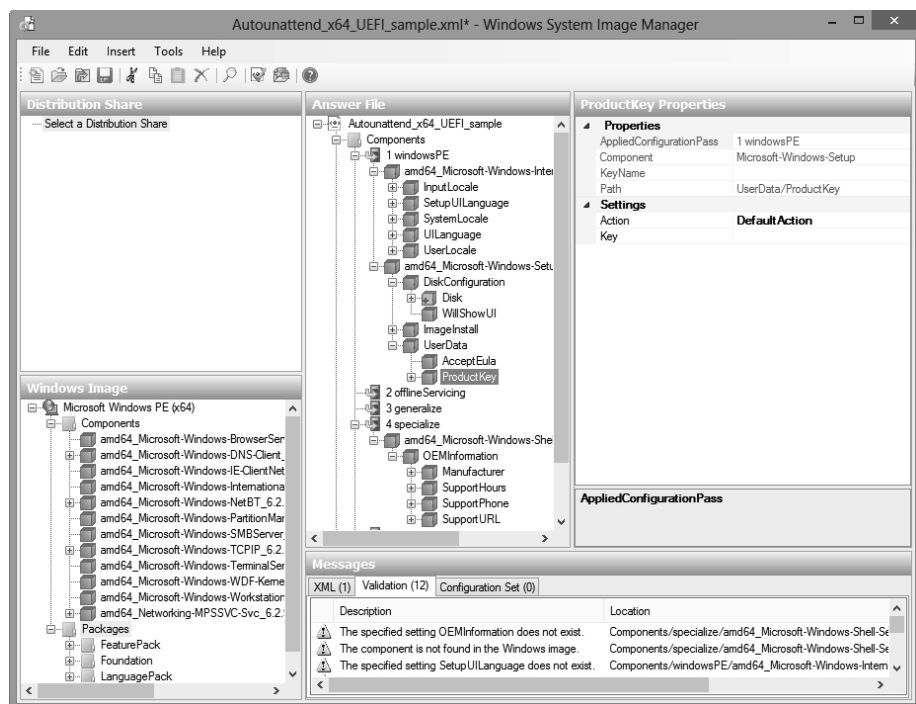 Autounattend_x64_UEFI_sample.xml* - Windows System Image Manager
File Edit Insert Tools Help
Distribution Share
Select a Distribution Share
Windows Image
Microsoft Windows PE (x64)
Components
amd64_Microsoft-Windows-BrowserSer
amd64_Microsoft-Windows-DNS-Client_
amd64_Microsoft-Windows-IE-ClientNet
amd64_Microsoft-Windows-Internationa
amd64_Microsoft-Windows-NetBT_6.2.
amd64_Microsoft-Windows-PartitionMar
amd64_Microsoft-Windows-SMBServer_
amd64_Microsoft-Windows-TCPIP_6.2.
amd64_Microsoft-Windows-TerminalSer
amd64_Microsoft-Windows-WDF-Kerne
amd64_Microsoft-Windows-Workstation
amd64_Networking-MPSSVC-Svc_6.2.
Packages
FeaturePack
Foundation
LanguagePack
Answer File
Autounattend_x64_UEFI_sample
Components
1 windowsPE
amd64_Microsoft-Windows-Inter
InputLocale
SetupUILanguage
SystemLocale
UILanguage
UserLocale
amd64_Microsoft-Windows-Setu
DiskConfiguration
Disk
WillShowUI
ImageInstall
UserData
AcceptEula
ProductKey
2 offlineServicing
3 generalize
4 specialize
amd64_Microsoft-Windows-She
OEMInformation
Manufacturer
SupportHours
SupportPhone
SupportURL
ProductKey Properties
Properties
AppliedConfigurationPass 1 windowsPE
Component Microsoft-Windows-Setup
KeyName
Path UserData/ProductKey
Settings
Action DefaultAction
Key
AppliedConfigurationPass
Messages
XML (1) Validation (12) Configuration Set (0)
Description Location
The specified setting OEMInformation does not exist. Components/specialize/amd64_Microsoft-Windows-Shell-Se
The component is not found in the Windows image. Components/specialize/amd64_Microsoft-Windows-Shell-Se
The specified setting SetupUILanguage does not exist. Components/windowsPE/amd64_Microsoft-Windows-Intern